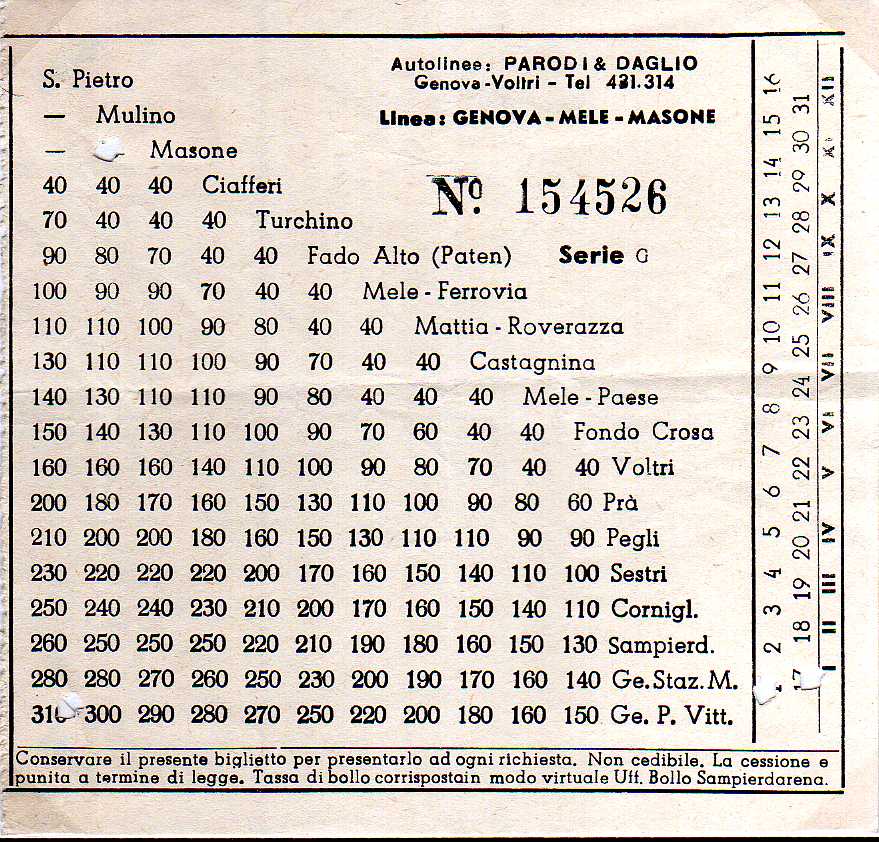 Autolinee: PARODI & DAGLIO
S. Pietro
Genova-Voltri - Tel 431.314
— Mulino
Linea: GENOVA - MELE - MASONE
— - Masone
40 40 40 Ciafferi
Nº. 154526
70 40 40 40 Turchino
90 80 70 40 40 Fado Alto (Paten) Serie G
100 90 90 70 40 40 Mele - Ferrovia
110 110 100 90 80 40 40 Mattia - Roverazza
130 110 110 100 90 70 40 40 Castagnina
140 130 110 110 90 80 40 40 40 Mele - Paese
150 140 130 110 100 90 70 60 40 40 Fondo Crosa
160 160 160 140 110 100 90 80 70 40 40 Voltri
200 180 170 160 150 130 110 100 90 80 60 Prà
210 200 200 180 160 150 130 110 110 90 90 Pegli
230 220 220 220 200 170 160 150 140 110 100 Sestri
250 240 240 230 210 200 170 160 150 140 110 Cornigl.
260 250 250 250 220 210 190 180 160 150 130 Sampierd.
280 280 270 260 250 230 200 190 170 160 140 Ge.Staz.M.
310 300 290 280 270 250 220 200 180 160 150 Ge. P. Vitt.
2 3 4 5 6 7 8 9 10 11 12 13 14 15 16
17 18 19 20 21 22 23 24 25 26 27 28 29 30 31
I II III IV V VI VII VIII IX X XI XII
Conservare il presente biglietto per presentarlo ad ogni richiesta. Non cedibile. La cessione e
punita a termine di legge. Tassa di bollo corrispostain modo virtuale Uff. Bollo Sampierdarena.